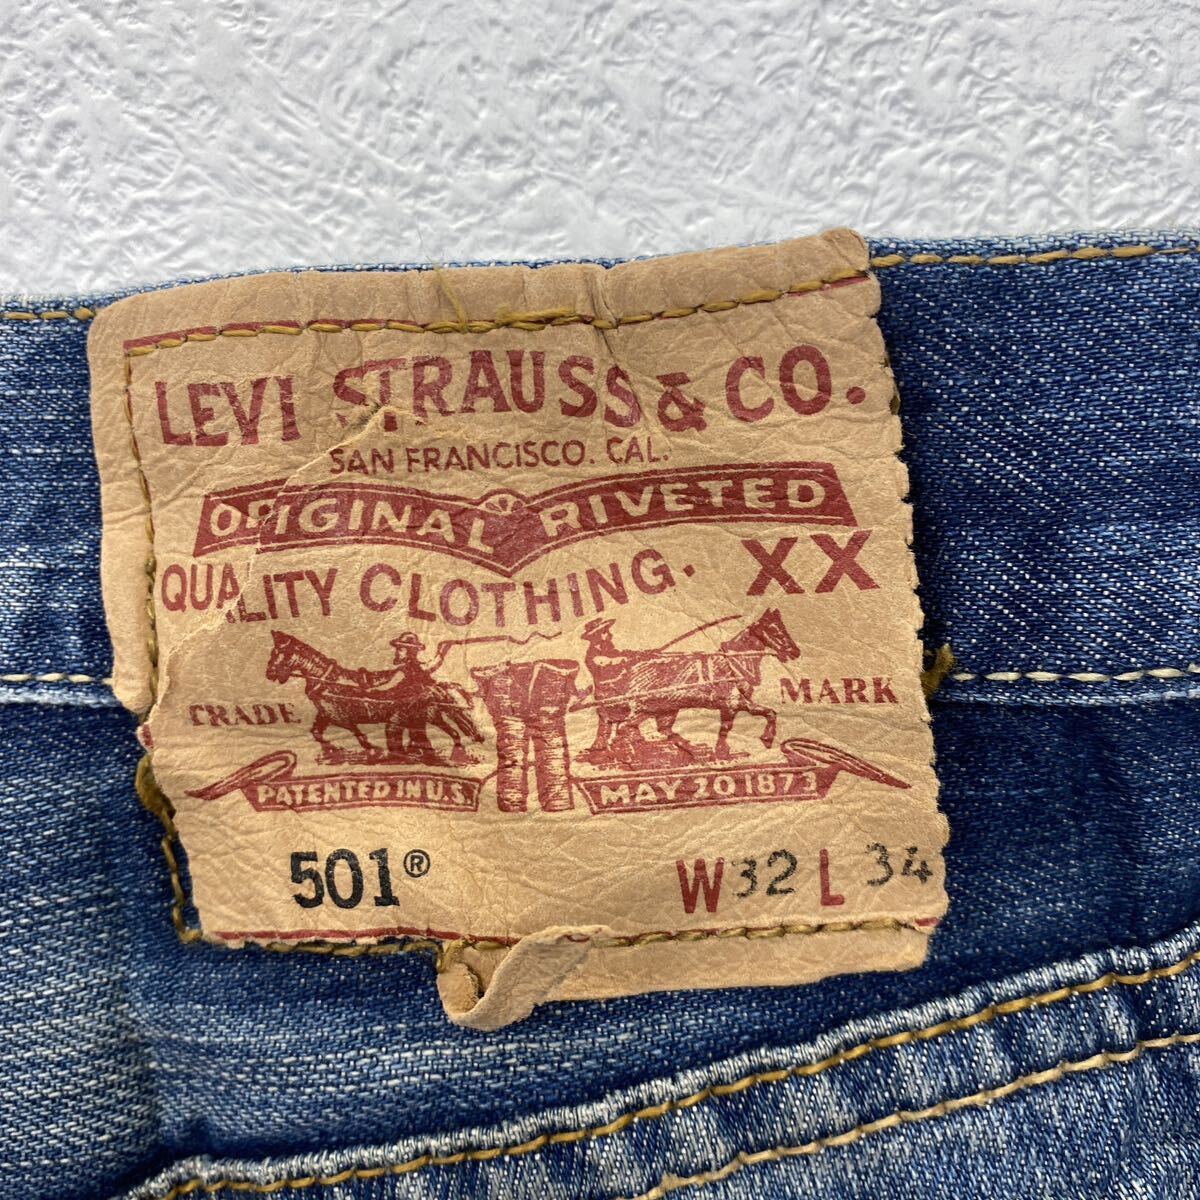 LEVI STRAUSS & CO.
SAN FRANCISCO. CAL.
ORIGINAL RIVETED
QUALITY CLOTHING. XX
TRADE MARK
PATENTED IN U.S. MAY 20 1873
501® W32 L 34